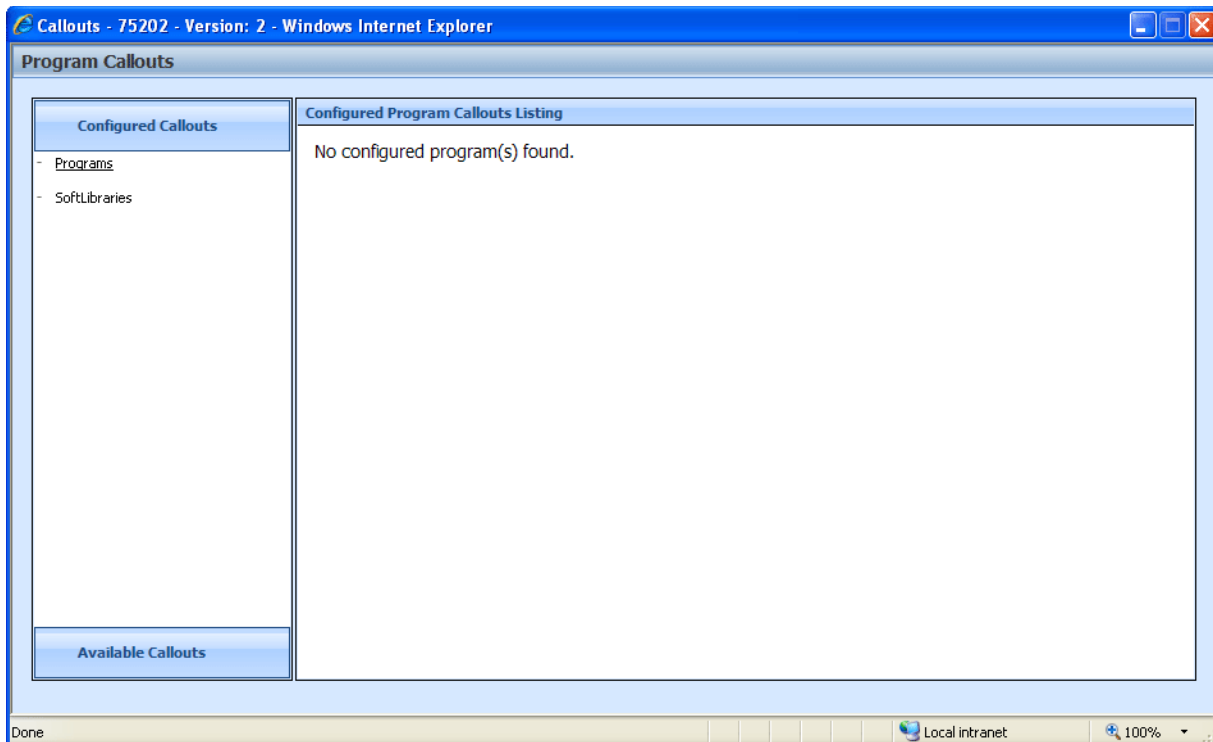 Callouts - 75202 - Version: 2 - Windows Internet Explorer
Program Callouts
Configured Callouts
- Programs
- SoftLibraries
Available Callouts
Configured Program Callouts Listing
No configured program(s) found.
Done
Local intranet
100%